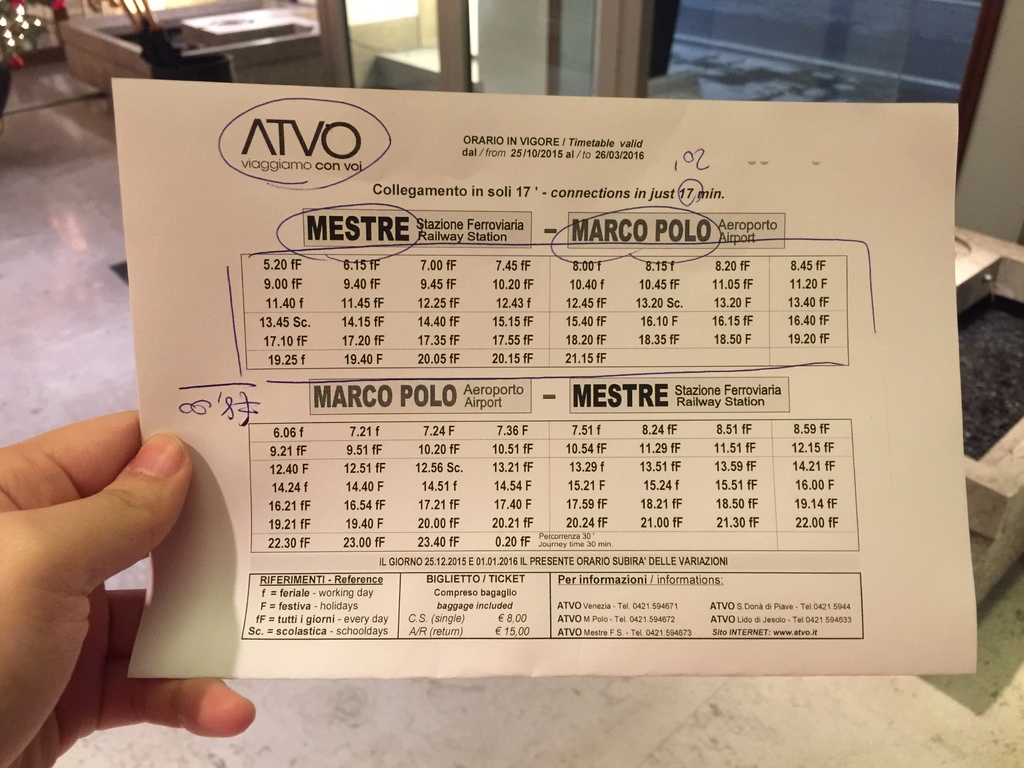 ATVO
viaggiamo con voi
ORARIO IN VIGORE / Timetable valid
dal / from 25/10/2015 al / to 26/03/2016
20'
Collegamento in soli 17 ' - connections in just 17 min.
MESTRE Stazione Ferroviaria Railway Station - MARCO POLO Aeroporto Airport
5.20 fF 6.15 fF 7.00 fF 7.45 fF 8.00 f 8.15 f 8.20 fF 8.45 fF
9.00 fF 9.40 fF 9.45 fF 10.20 fF 10.40 f 10.45 fF 11.05 fF 11.20 F
11.40 f 11.45 fF 12.25 fF 12.43 f 12.45 fF 13.20 Sc. 13.20 F 13.40 fF
13.45 Sc. 14.15 fF 14.40 fF 15.15 fF 15.40 fF 16.10 F 16.15 fF 16.40 fF
17.10 fF 17.20 fF 17.35 fF 17.55 fF 18.20 fF 18.35 fF 18.50 F 19.20 fF
19.25 f 19.40 F 20.05 fF 20.15 fF 21.15 fF
MARCO POLO Aeroporto Airport - MESTRE Stazione Ferroviaria Railway Station
6.06 f 7.21 f 7.24 F 7.36 F 7.51 f 8.24 fF 8.51 fF 8.59 fF
9.21 fF 9.51 fF 10.20 fF 10.51 fF 10.54 fF 11.29 fF 11.51 fF 12.15 fF
12.40 F 12.51 fF 12.56 Sc. 13.21 fF 13.29 f 13.51 fF 13.59 fF 14.21 fF
14.24 f 14.40 F 14.51 f 14.54 F 15.21 F 15.24 f 15.51 fF 16.00 F
16.21 fF 16.54 fF 17.21 fF 17.40 F 17.59 fF 18.21 fF 18.50 fF 19.14 fF
19.21 fF 19.40 F 20.00 fF 20.21 fF 20.24 fF 21.00 fF 21.30 fF 22.00 fF
22.30 fF 23.00 fF 23.40 fF 0.20 fF Percorrenza 30 ' Journey time 30 min.
IL GIORNO 25.12.2015 E 01.01.2016 IL PRESENTE ORARIO SUBIRA' DELLE VARIAZIONI
RIFERIMENTI - Reference
f = feriale - working day
F = festiva - holidays
fF = tutti i giorni - every day
Sc. = scolastica - schooldays
BIGLIETTO / TICKET
Compreso bagaglio
baggage included
C.S. (single) € 8,00
A/R (return) € 15,00
Per informazioni / informations:
ATVO Venezia - Tel. 0421.594671 ATVO S.Donà di Piave - Tel. 0421.5944
ATVO M.Polo - Tel. 0421.594672 ATVO Lido di Jesolo - Tel 0421.594633
ATVO Mestre F.S. - Tel. 0421.594673 Sito INTERNET: www.atvo.it